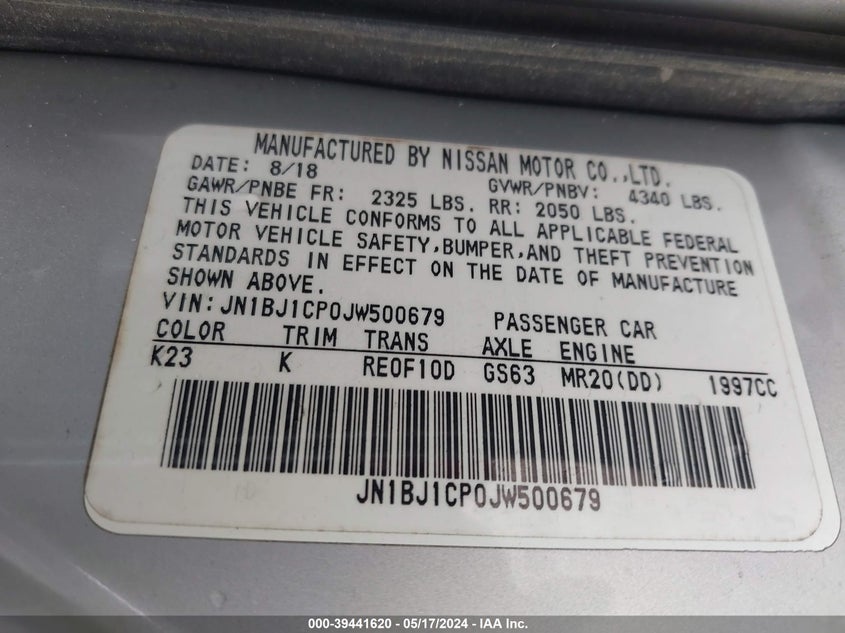 MANUFACTURED BY NISSAN MOTOR CO.,LTD.
DATE: 8/18 GVWR/PNBV: 4340 LBS.
GAWR/PNBE FR: 2325 LBS. RR: 2050 LBS.
THIS VEHICLE CONFORMS TO ALL APPLICABLE FEDERAL
MOTOR VEHICLE SAFETY,BUMPER,AND THEFT PREVENTION
STANDARDS IN EFFECT ON THE DATE OF MANUFACTURE
SHOWN ABOVE.
VIN:JN1BJ1CP0JW500679 PASSENGER CAR
COLOR TRIM TRANS AXLE ENGINE
K23 K RE0F10D GS63 MR20(DD) 1997CC
JN1BJ1CP0JW500679
000-39441620 - 05/17/2024 - IAA Inc.